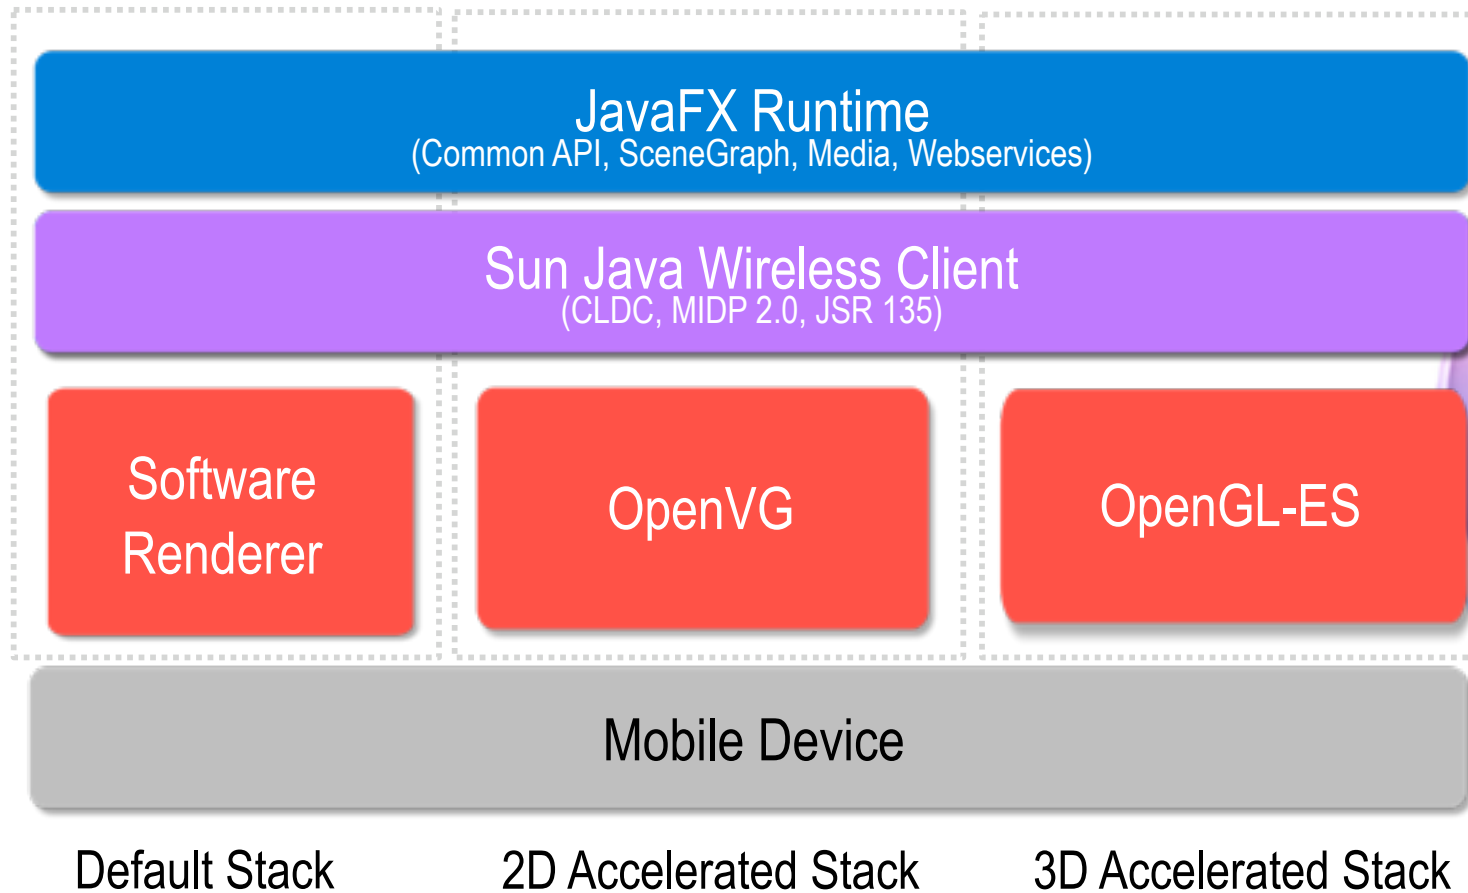 JavaFX Runtime
(Common API, SceneGraph, Media, Webservices)
Sun Java Wireless Client
(CLDC, MIDP 2.0, JSR 135)
Software
Renderer
OpenVG
OpenGL-ES
Mobile Device
Default Stack
2D Accelerated Stack
3D Accelerated Stack